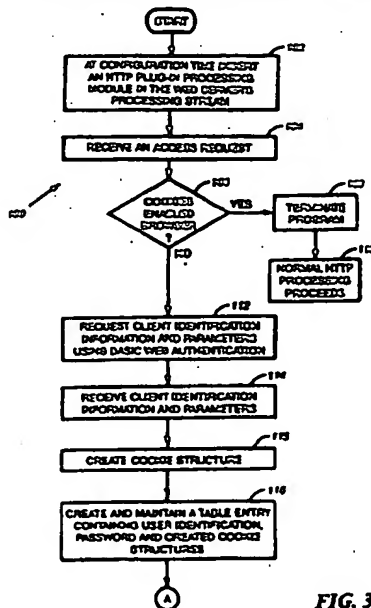 START
AT CONFIGURATION TIME INSERT
AN HTTP PLUG-IN PROCESSING
MODULE IN THE WEB SERVER'S
PROCESSING STREAM
RECEIVE AN ACCESS REQUEST
COOKIES
ENABLED
BROWSER
?
YES
NO
TERMINATE
PROGRAM
NORMAL HTTP
PROCESSING
PROCEEDS
112
REQUEST CLIENT IDENTIFICATION
INFORMATION AND PARAMETERS
USING BASIC WEB AUTHENTICATION
114
RECEIVE CLIENT IDENTIFICATION
INFORMATION AND PARAMETERS
CREATE COOKIE STRUCTURE
CREATE AND MAINTAIN A TABLE ENTRY
CONTAINING USER IDENTIFICATION,
PASSWORD AND CREATED COOKIE
STRUCTURES
A
FIG. 3